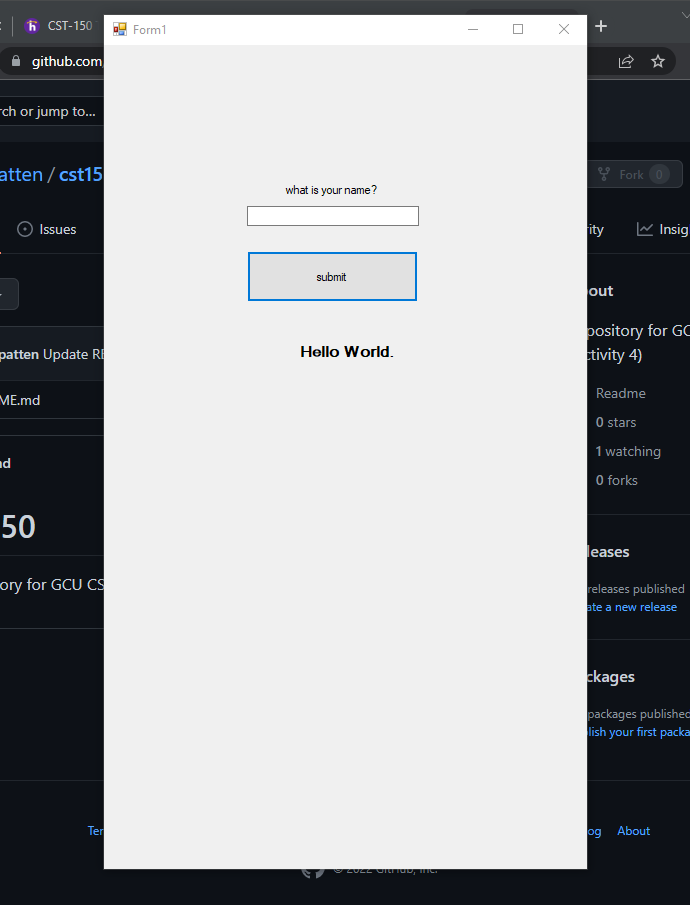 CST-150
Form1
github.com
rch or jump to...
atten / cst15
Fork 0
Issues
rity
Insig
out
patten Update RE
pository for GC
ctivity 4)
ME.md
Readme
0 stars
1 watching
0 forks
nd
50
ory for GCU CS
leases
releases published
ate a new release
ckages
packages published
lish your first packa
what is your name?
submit
Hello World.
Ter
og
About
© 2022 GitHub, Inc.